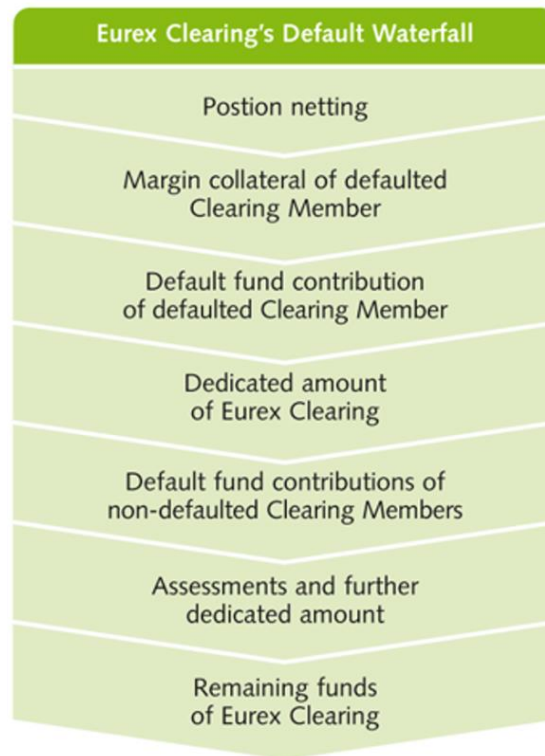 Eurex Clearing's Default Waterfall
Postion netting
Margin collateral of defaulted
Clearing Member
Default fund contribution
of defaulted Clearing Member
Dedicated amount
of Eurex Clearing
Default fund contributions of
non-defaulted Clearing Members
Assessments and further
dedicated amount
Remaining funds
of Eurex Clearing